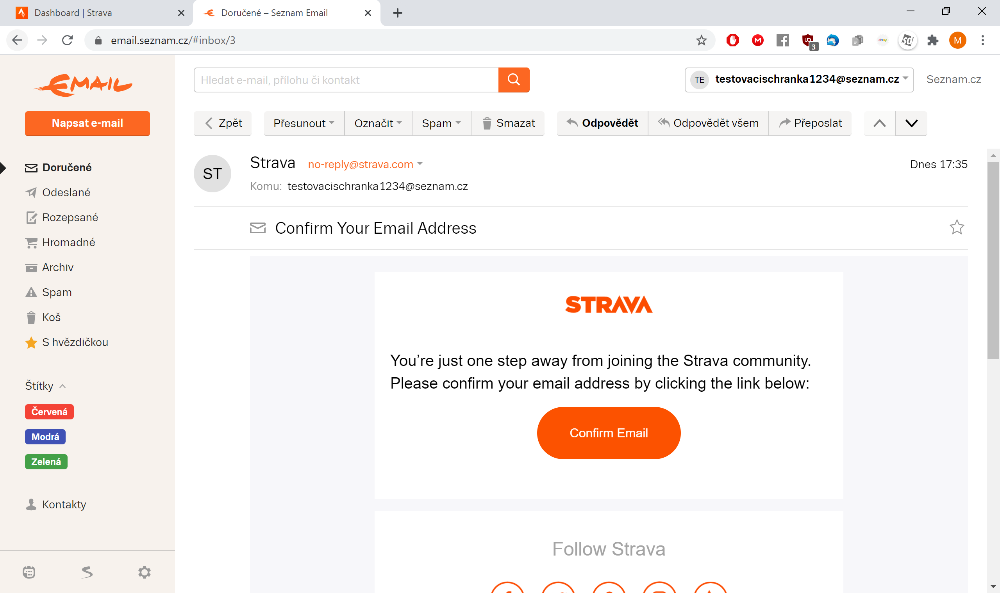 Dashboard | Strava
Doručené – Seznam Email
email.seznam.cz/#inbox/3
M
f
up
3
ebay
sd
M
EMAIL
Hledat e-mail, přílohu či kontakt
TE
testovacischranka1234@seznam.cz
Seznam.cz
Napsat e-mail
Zpět
Přesunout
Označit
Spam
Smazat
Odpovědět
Odpovědět všem
Přeposlat
Doručené
Odeslané
Rozepsané
Hromadné
Archiv
Spam
Koš
S hvězdičkou
Štítky
Červená
Modrá
Zelená
Kontakty
ST
Strava no-reply@strava.com
Dnes 17:35
Komu: testovacischranka1234@seznam.cz
Confirm Your Email Address
STRAVA
You’re just one step away from joining the Strava community.
Please confirm your email address by clicking the link below:
Confirm Email
Follow Strava